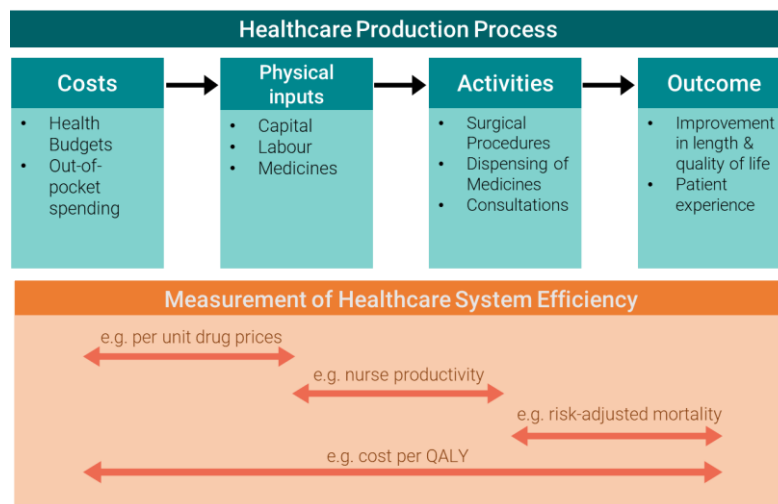 Healthcare Production Process
Costs
• Health
Budgets
• Out-of-
pocket
spending
Physical
inputs
• Capital
• Labour
• Medicines
Activities
• Surgical
Procedures
• Dispensing of
Medicines
• Consultations
Outcome
• Improvement
in length &
quality of life
• Patient
experience
Measurement of Healthcare System Efficiency
e.g. per unit drug prices
e.g. nurse productivity
e.g. risk-adjusted mortality
e.g. cost per QALY